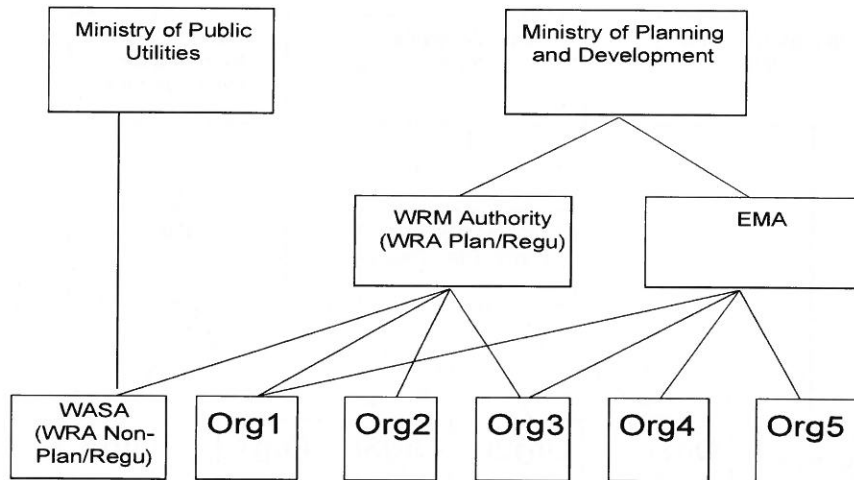 Ministry of Public
Utilities
Ministry of Planning
and Development
WRM Authority
(WRA Plan/Regu)
EMA
WASA
(WRA Non-
Plan/Regu)
Org1
Org2
Org3
Org4
Org5